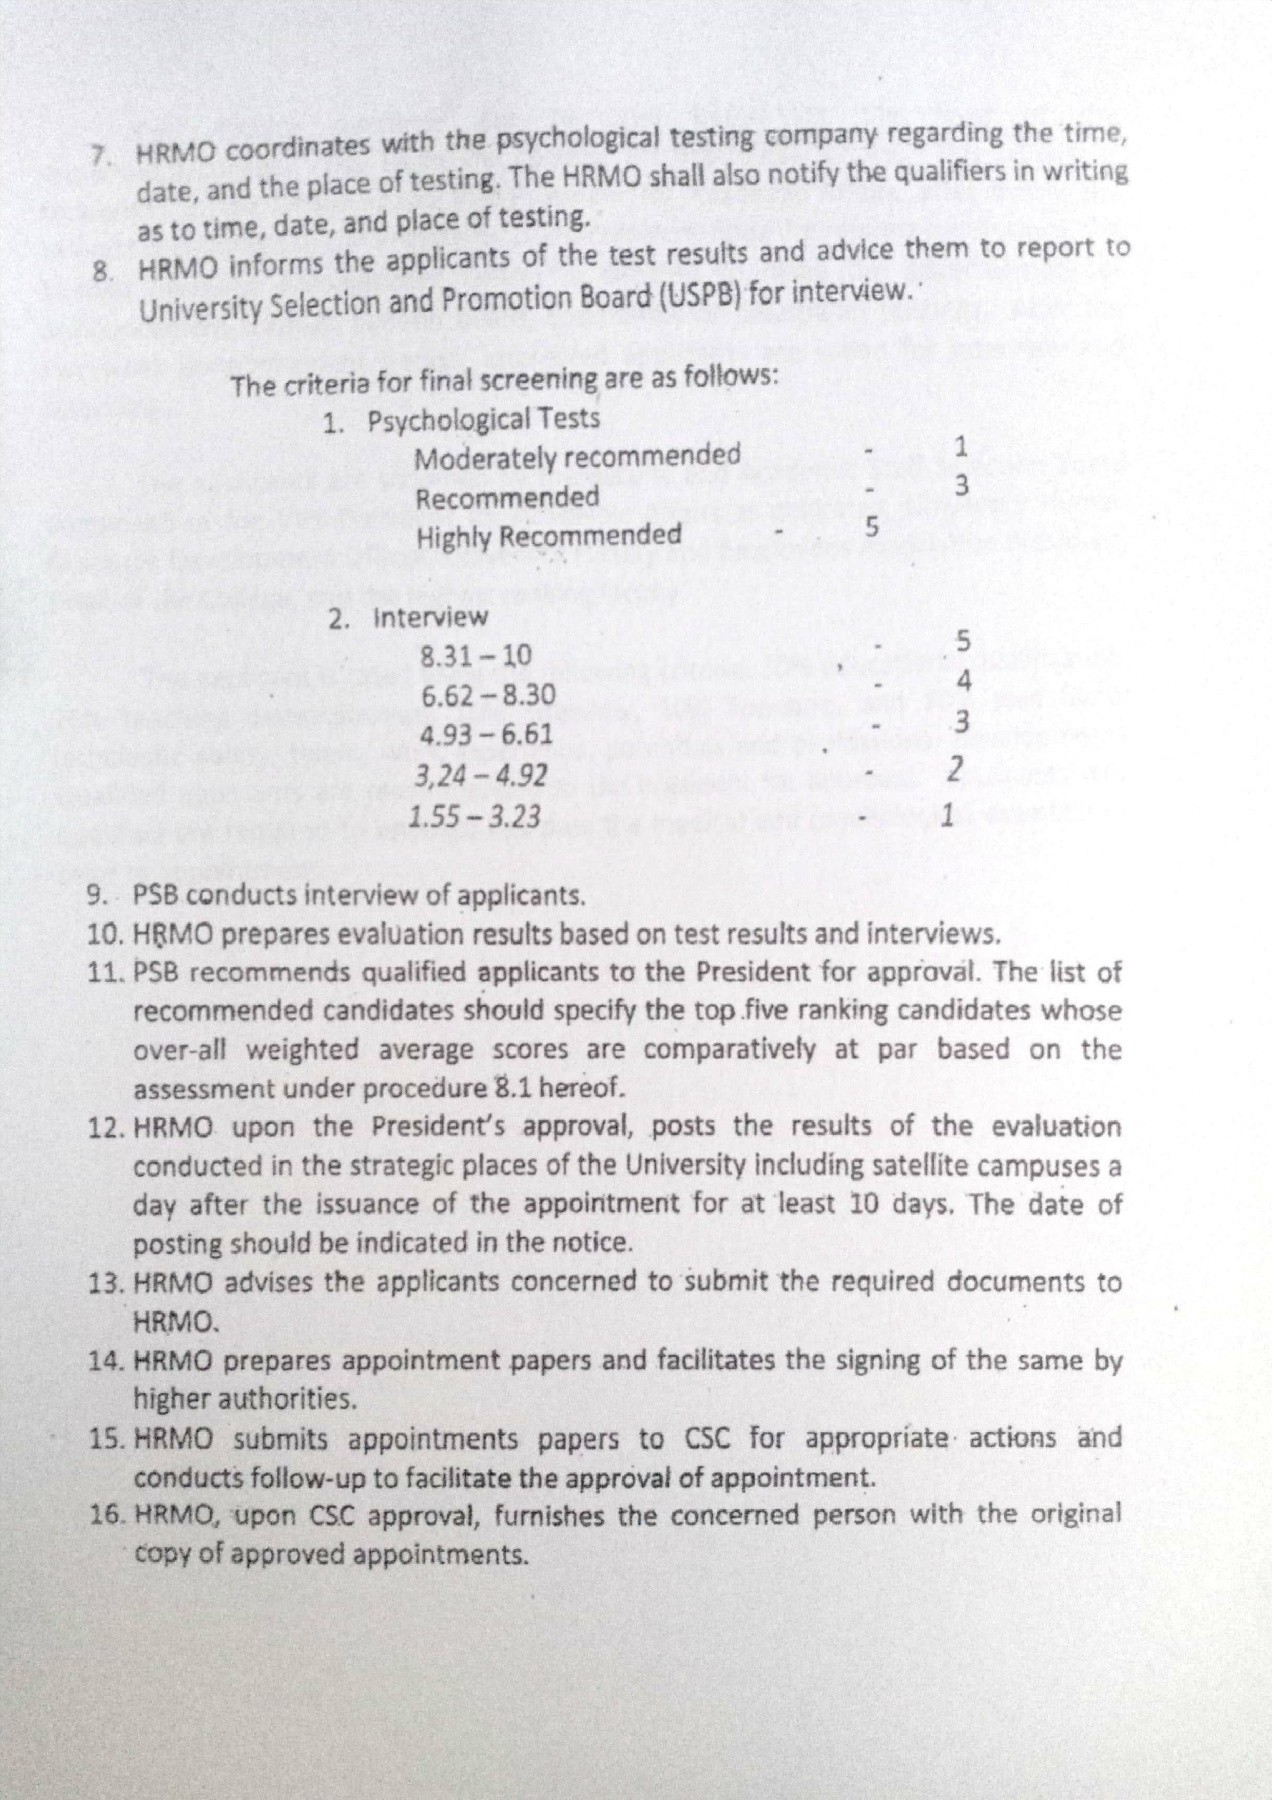 7. HRMO coordinates with the psychological testing company regarding the time,
date, and the place of testing. The HRMO shall also notify the qualifiers in writing
as to time, date, and place of testing.
8. HRMO informs the applicants of the test results and advice them to report to
University Selection and Promotion Board (USPB) for interview.
The criteria for final screening are as follows:
1. Psychological Tests
Moderately recommended - 1
Recommended - 3
Highly Recommended - 5
2. Interview
8.31 – 10 - 5
6.62 – 8.30 - 4
4.93 – 6.61 - 3
3,24 – 4.92 - 2
1.55 – 3.23 - 1
9. PSB conducts interview of applicants.
10. HRMO prepares evaluation results based on test results and interviews.
11. PSB recommends qualified applicants to the President for approval. The list of
recommended candidates should specify the top five ranking candidates whose
over-all weighted average scores are comparatively at par based on the
assessment under procedure 8.1 hereof.
12. HRMO upon the President's approval, posts the results of the evaluation
conducted in the strategic places of the University including satellite campuses a
day after the issuance of the appointment for at least 10 days. The date of
posting should be indicated in the notice.
13. HRMO advises the applicants concerned to submit the required documents to
HRMO.
14. HRMO prepares appointment papers and facilitates the signing of the same by
higher authorities.
15. HRMO submits appointments papers to CSC for appropriate actions and
conducts follow-up to facilitate the approval of appointment.
16. HRMO, upon CSC approval, furnishes the concerned person with the original
copy of approved appointments.